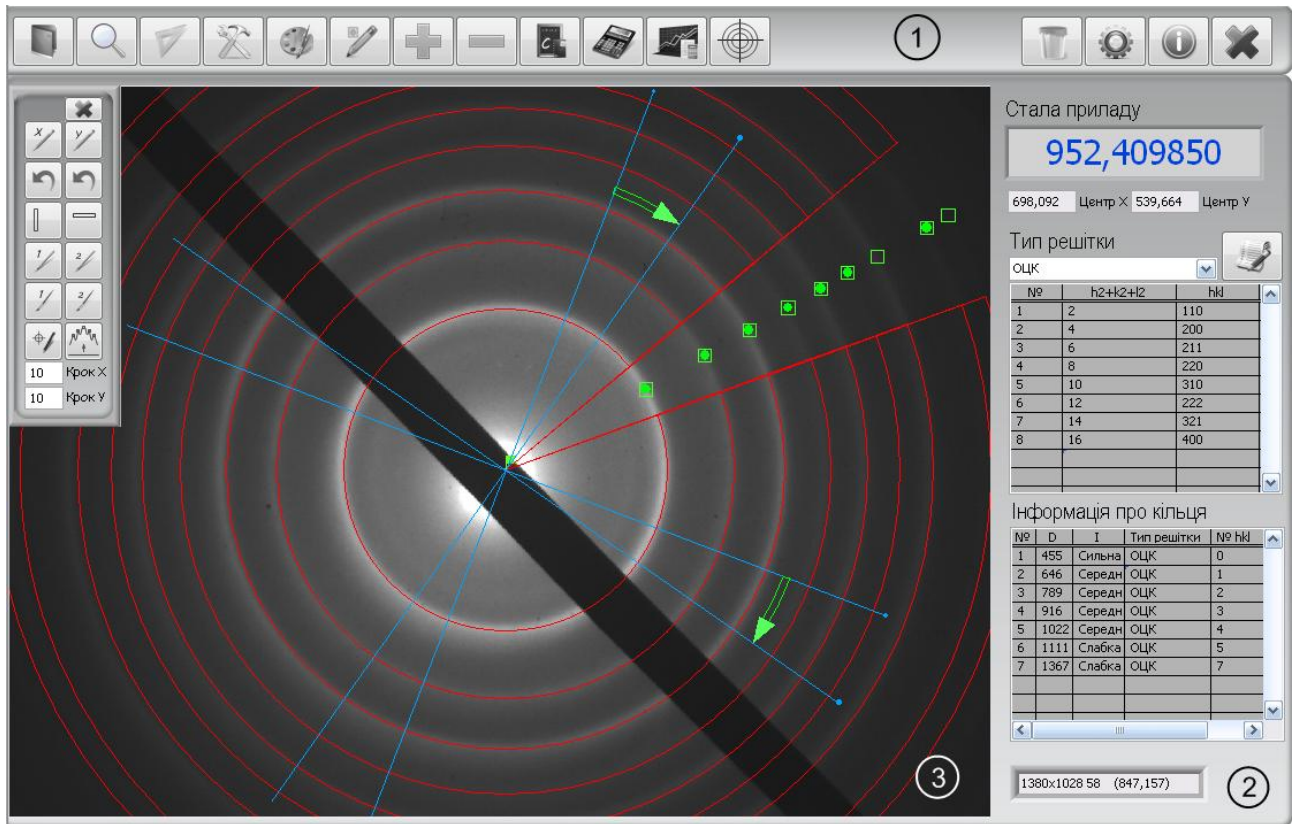 C
1
x y
1 2
1 2
10 Крок X
10 Крок Y
Стала приладу
952,409850
698,092 Центр X 539,664 Центр Y
Тип решітки
ОЦК
№ h2+k2+l2 hkl
1 2 110
2 4 200
3 6 211
4 8 220
5 10 310
6 12 222
7 14 321
8 16 400
Інформація про кільця
№ D I Тип решітки № hkl
1 455 Сильна ОЦК 0
2 646 Середн ОЦК 1
3 789 Середн ОЦК 2
4 916 Середн ОЦК 3
5 1022 Середн ОЦК 4
6 1111 Слабка ОЦК 5
7 1367 Слабка ОЦК 7
3
1380x1028 58 (847,157)
2